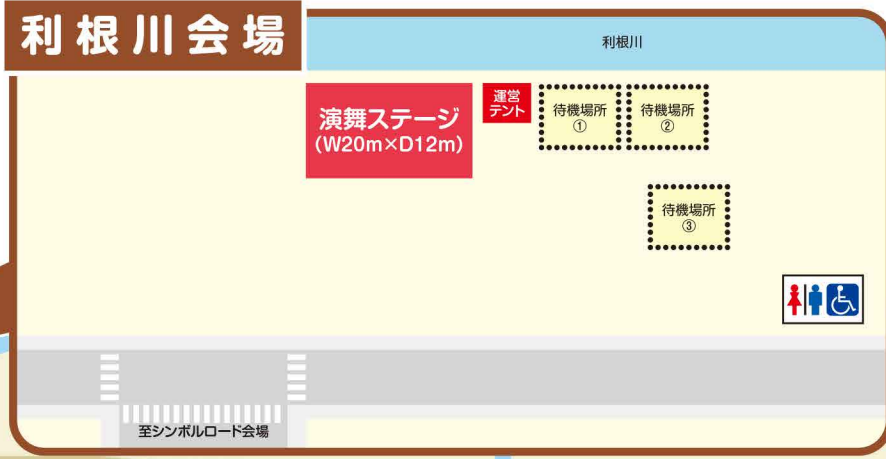 利根川会場
利根川
演舞ステージ
(W20m×D12m)
運営
テント
待機場所
①
待機場所
②
待機場所
③
至シンボルロード会場